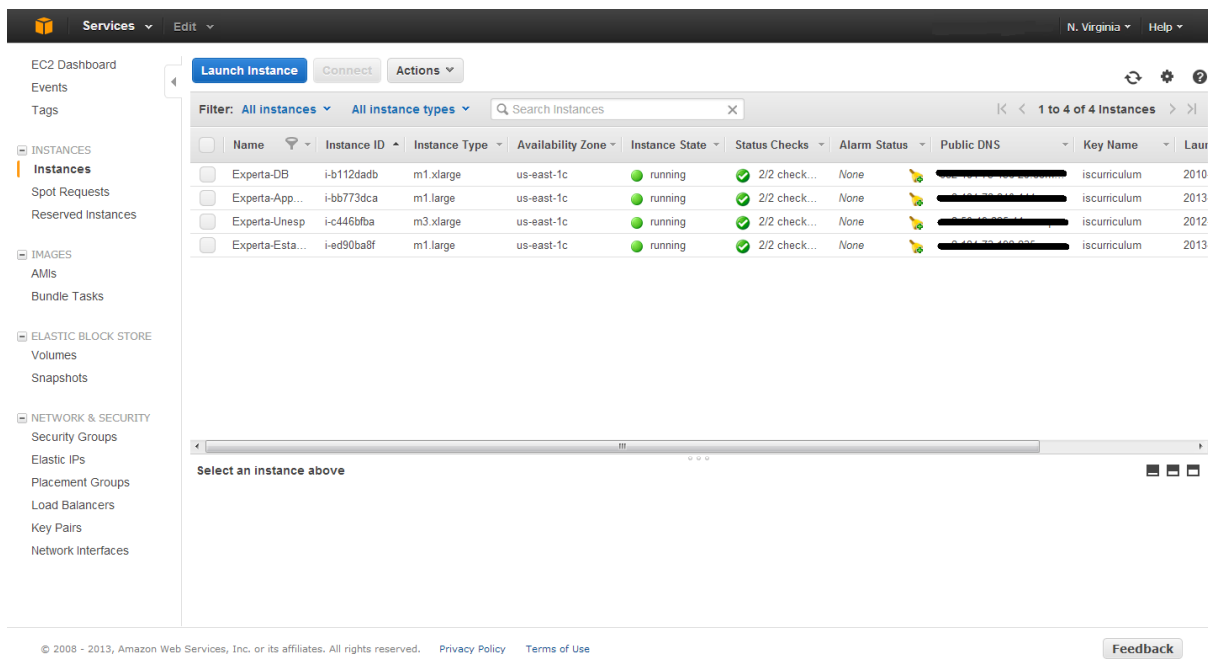 Services Edit N. Virginia Help
EC2 Dashboard
Events
Tags
INSTANCES
Instances
Spot Requests
Reserved Instances
IMAGES
AMIs
Bundle Tasks
ELASTIC BLOCK STORE
Volumes
Snapshots
NETWORK & SECURITY
Security Groups
Elastic IPs
Placement Groups
Load Balancers
Key Pairs
Network Interfaces
Launch Instance Connect Actions
Filter: All instances All instance types Search Instances 1 to 4 of 4 Instances
Name Instance ID Instance Type Availability Zone Instance State Status Checks Alarm Status Public DNS Key Name Laun
Experta-DB i-b112dadb m1.xlarge us-east-1c running 2/2 check... None iscurriculum 2010-
Experta-App... i-bb773dca m1.large us-east-1c running 2/2 check... None iscurriculum 2013-
Experta-Unesp i-c446bfba m3.xlarge us-east-1c running 2/2 check... None iscurriculum 2012-
Experta-Esta... i-ed90ba8f m1.large us-east-1c running 2/2 check... None iscurriculum 2013-
Select an instance above
© 2008 - 2013, Amazon Web Services, Inc. or its affiliates. All rights reserved. Privacy Policy Terms of Use Feedback